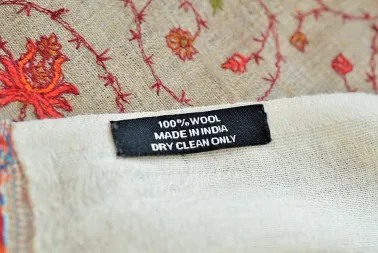 100% WOOL
MADE IN INDIA
DRY CLEAN ONLY